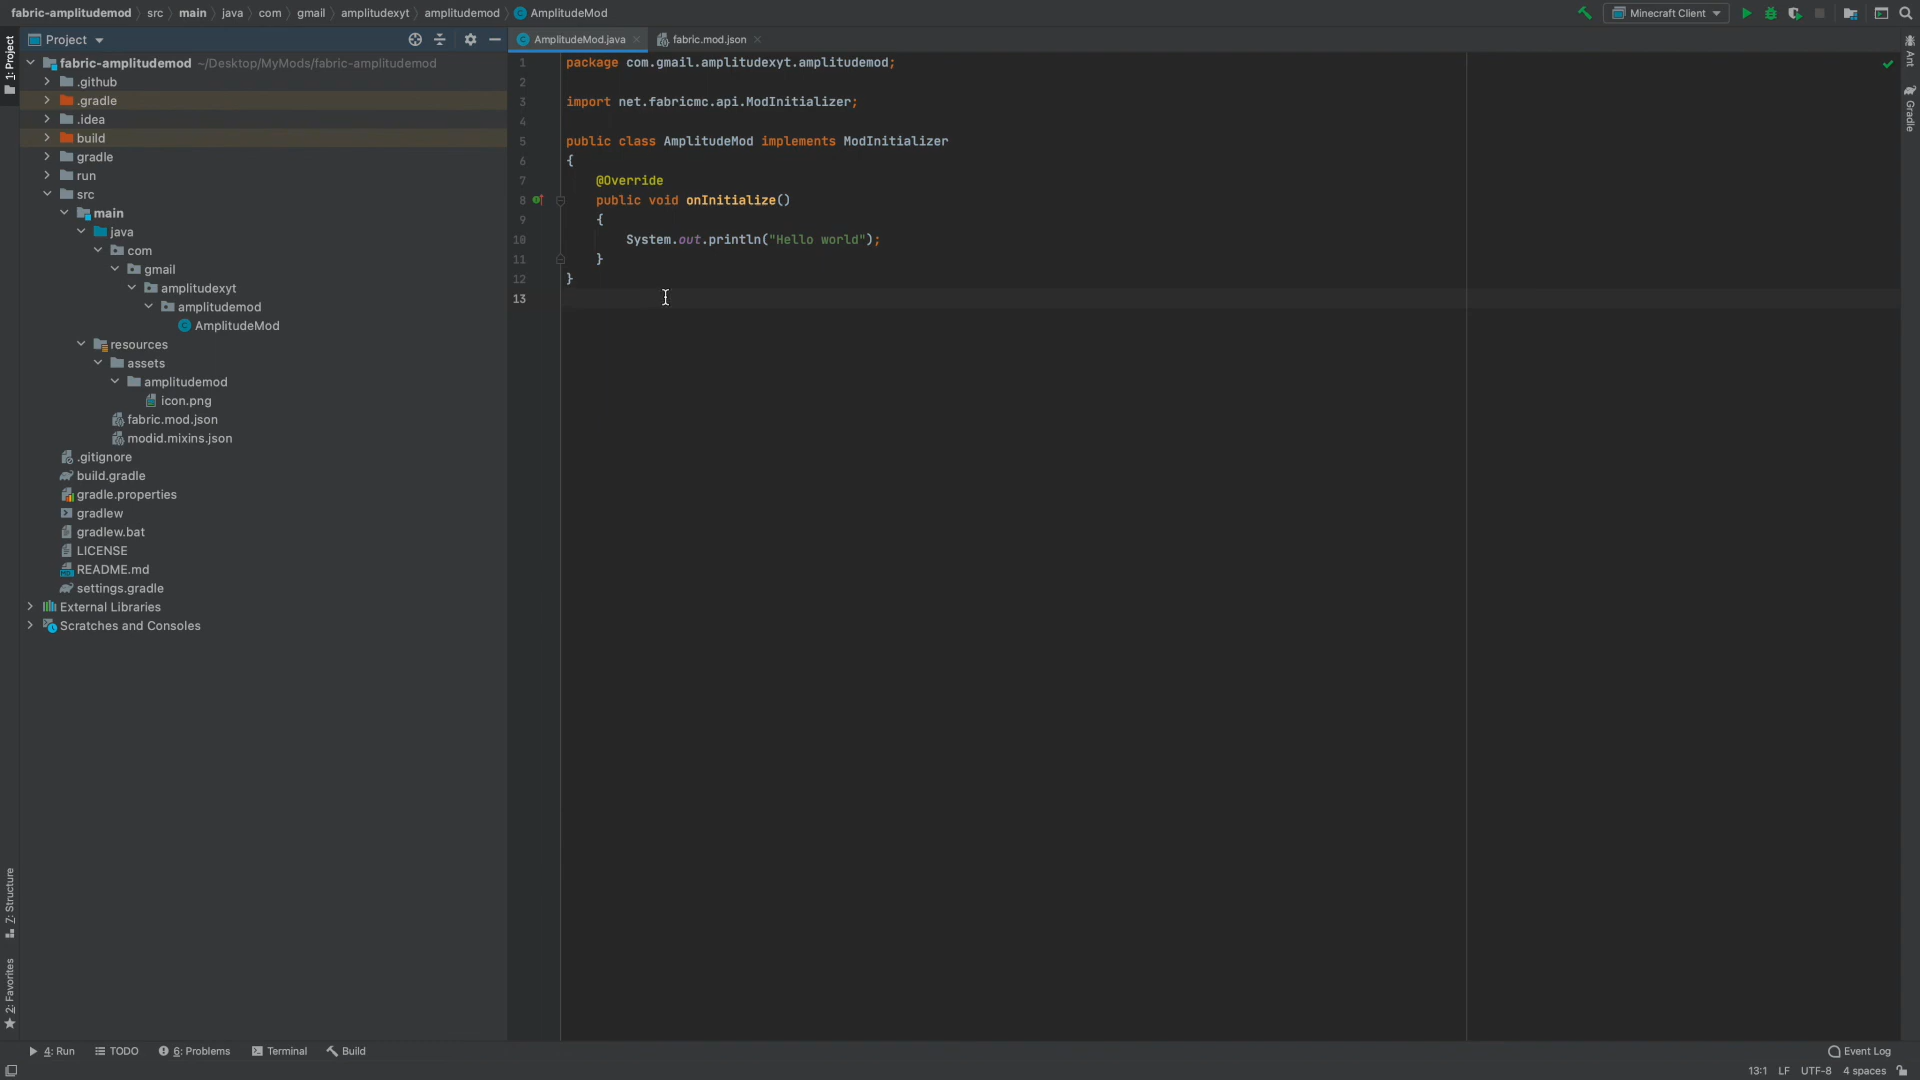 fabric-amplitudemod src main java com gmail amplitudexyt amplitudemod AmplitudeMod
Minecraft Client
1: Project
Project
AmplitudeMod.java
fabric.mod.json
fabric-amplitudemod ~/Desktop/MyMods/fabric-amplitudemod
.github
.gradle
.idea
build
gradle
run
src
main
java
com
gmail
amplitudexyt
amplitudemod
AmplitudeMod
resources
assets
amplitudemod
icon.png
fabric.mod.json
modid.mixins.json
.gitignore
build.gradle
gradle.properties
gradlew
gradlew.bat
LICENSE
README.md
settings.gradle
External Libraries
Scratches and Consoles
1 package com.gmail.amplitudexyt.amplitudemod;
2
3 import net.fabricmc.api.ModInitializer;
4
5 public class AmplitudeMod implements ModInitializer
6 {
7 @Override
8 public void onInitialize()
9 {
10 System.out.println("Hello world");
11 }
12 }
13
Ant
Gradle
7: Structure
2: Favorites
4: Run TODO 6: Problems Terminal Build Event Log
13:1 LF UTF-8 4 spaces